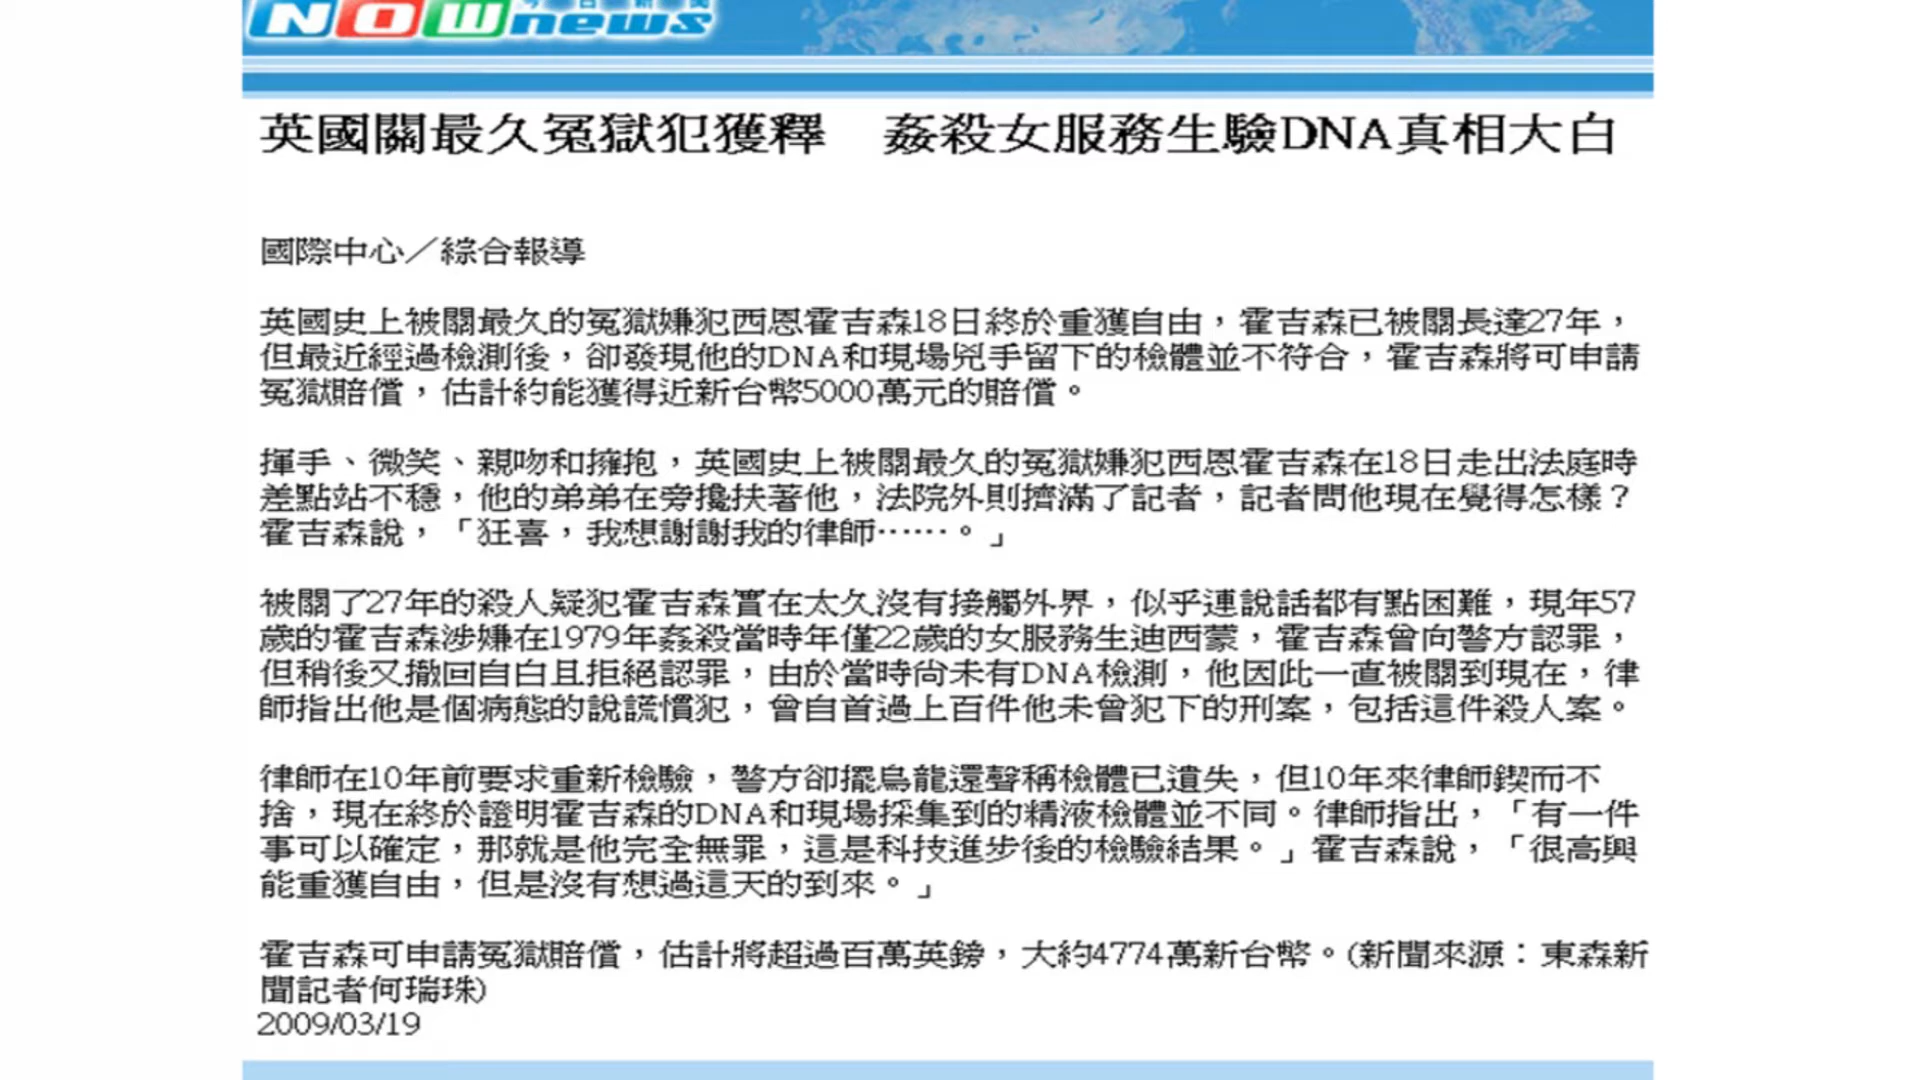 NOWnews
英國關最久冤獄犯獲釋　姦殺女服務生驗DNA真相大白
國際中心／綜合報導
英國史上被關最久的冤獄嫌犯西恩霍吉森18日終於重獲自由，霍吉森已被關長達27年，
但最近經過檢測後，卻發現他的DNA和現場兇手留下的檢體並不符合，霍吉森將可申請
冤獄賠償，估計約能獲得近新台幣5000萬元的賠償。
揮手、微笑、親吻和擁抱，英國史上被關最久的冤獄嫌犯西恩霍吉森在18日走出法庭時
差點站不穩，他的弟弟在旁攙扶著他，法院外則擠滿了記者，記者問他現在覺得怎樣？
霍吉森說，「狂喜，我想謝謝我的律師……。」
被關了27年的殺人疑犯霍吉森實在太久沒有接觸外界，似乎連說話都有點困難，現年57
歲的霍吉森涉嫌在1979年姦殺當時年僅22歲的女服務生迪西蒙，霍吉森曾向警方認罪，
但稍後又撤回自白且拒絕認罪，由於當時尚未有DNA檢測，他因此一直被關到現在，律
師指出他是個病態的說謊慣犯，曾自首過上百件他未曾犯下的刑案，包括這件殺人案。
律師在10年前要求重新檢驗，警方卻擺烏龍還聲稱檢體已遺失，但10年來律師鍥而不
捨，現在終於證明霍吉森的DNA和現場採集到的精液檢體並不同。律師指出，「有一件
事可以確定，那就是他完全無罪，這是科技進步後的檢驗結果。」霍吉森說，「很高興
能重獲自由，但是沒有想過這天的到來。」
霍吉森可申請冤獄賠償，估計將超過百萬英鎊，大約4774萬新台幣。(新聞來源：東森新
聞記者何瑞珠)
2009/03/19